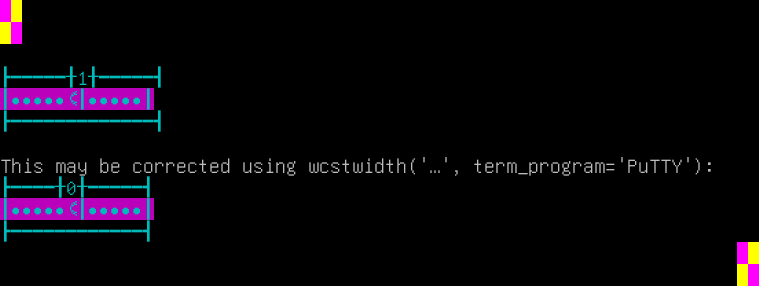 ├──────┤1├──────┤
│•••••☾│•••••│
This may be corrected using wcstwidth('…', term_program='PuTTY'):
├─────┤0├──────┤
│•••••☾│•••••│